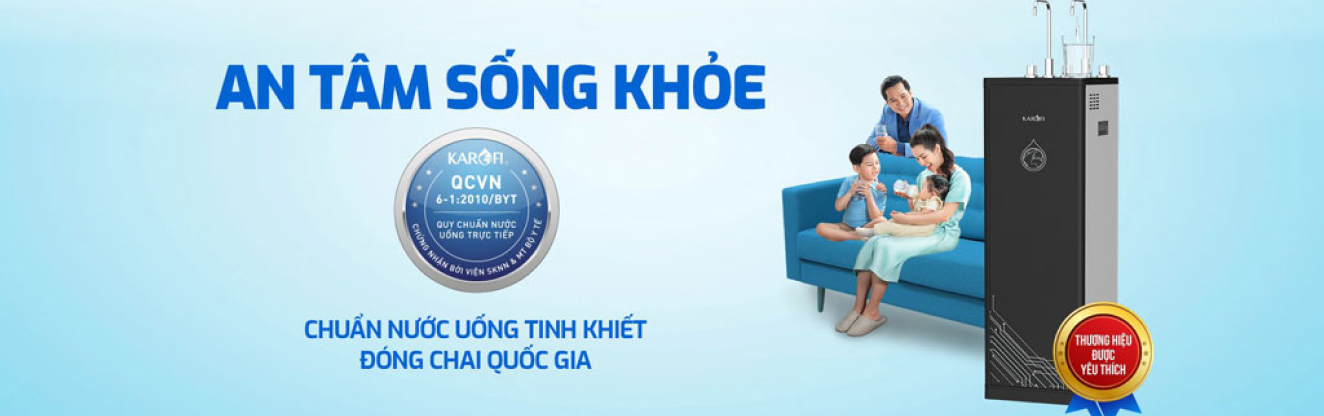 AN TÂM SỐNG KHỎE
KAROFI
QCVN
6-1:2010/BYT
QUY CHUẨN NƯỚC
UỐNG TRỰC TIẾP
CHỨNG NHẬN BỞI VIỆN SKNN & MT BỘ Y TẾ
CHUẨN NƯỚC UỐNG TINH KHIẾT
ĐÓNG CHAI QUỐC GIA
KAROFI
THƯƠNG HIỆU
ĐƯỢC
YÊU THÍCH